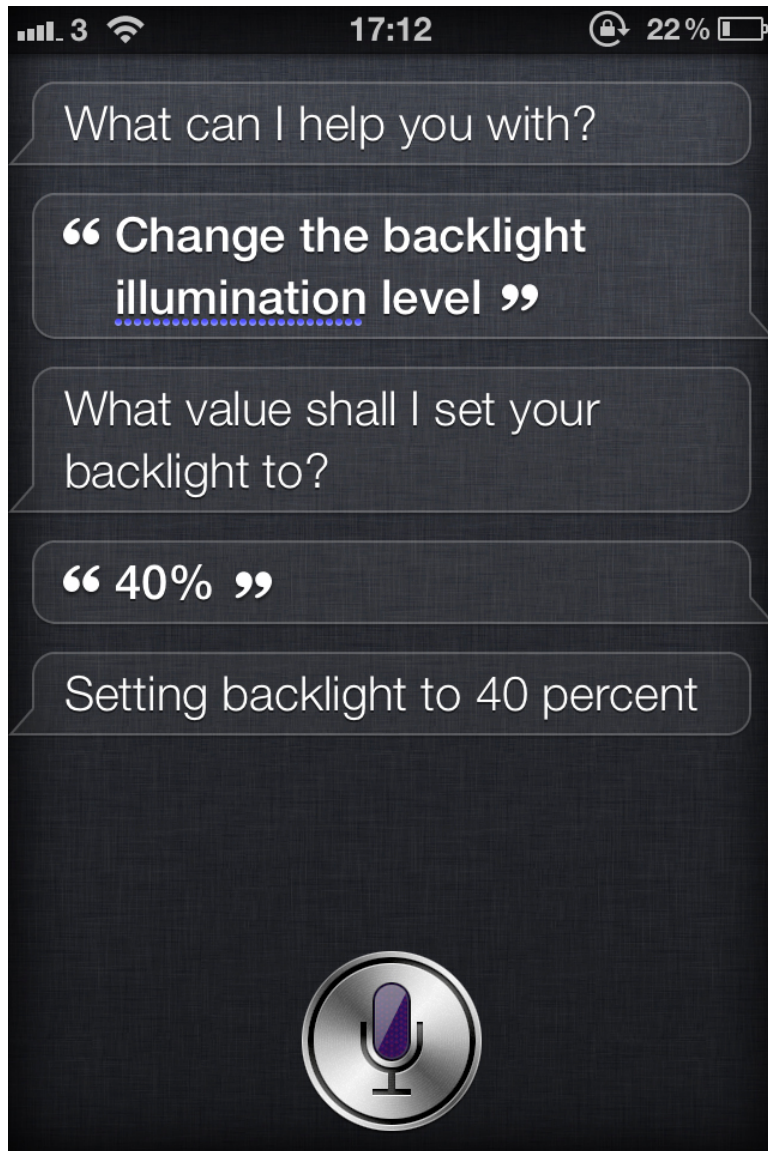 3 17:12 22%
What can I help you with?
“ Change the backlight
illumination level ”
What value shall I set your
backlight to?
“ 40% ”
Setting backlight to 40 percent